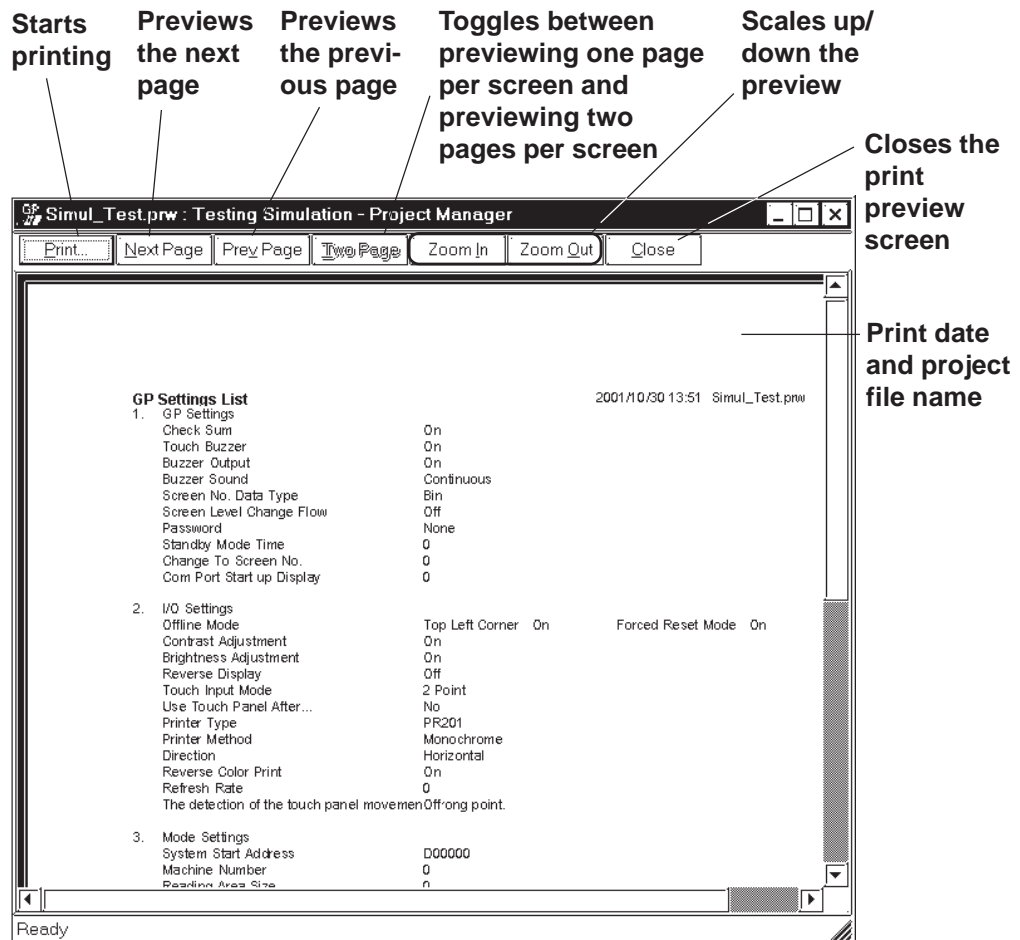 Starts
printing
Previews
the next
page
Previews
the previ-
ous page
Toggles between
previewing one page
per screen and
previewing two
pages per screen
Scales up/
down the
preview
Closes the
print
preview
screen
GP Simul_Test.prw : Testing Simulation - Project Manager
Print... Next Page Prev Page Two Page Zoom In Zoom Out Close
Print date
and project
file name
GP Settings List 2001/10/30 13:51 Simul_Test.prw
1. GP Settings
Check Sum On
Touch Buzzer On
Buzzer Output On
Buzzer Sound Continuous
Screen No. Data Type Bin
Screen Level Change Flow Off
Password None
Standby Mode Time 0
Change To Screen No. 0
Com Port Start up Display 0
2. I/O Settings
Offline Mode Top Left Corner On Forced Reset Mode On
Contrast Adjustment On
Brightness Adjustment On
Reverse Display Off
Touch Input Mode 2 Point
Use Touch Panel After... No
Printer Type PR201
Printer Method Monochrome
Direction Horizontal
Reverse Color Print On
Refresh Rate 0
The detection of the touch panel movemen Off rong point.
3. Mode Settings
System Start Address D00000
Machine Number 0
Reading Area Size 0
Ready